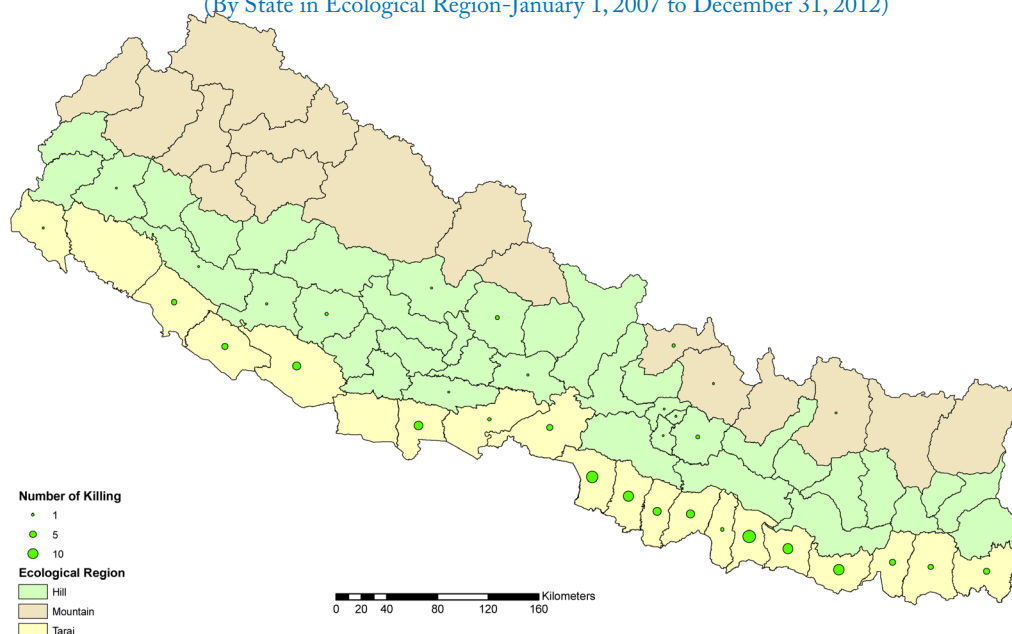 (By State in Ecological Region-January 1, 2007 to December 31, 2012)
Number of Killing
1
5
10
Ecological Region
Hill
Mountain
Tarai
Kilometers
0 20 40 80 120 160